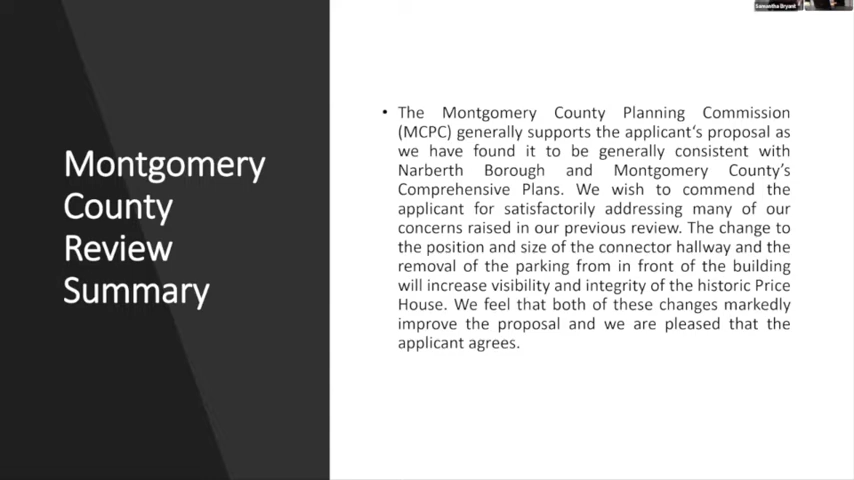 Samantha Bryant
Montgomery
County
Review
Summary
• The Montgomery County Planning Commission
(MCPC) generally supports the applicant's proposal as
we have found it to be generally consistent with
Narberth Borough and Montgomery County's
Comprehensive Plans. We wish to commend the
applicant for satisfactorily addressing many of our
concerns raised in our previous review. The change to
the position and size of the connector hallway and the
removal of the parking from in front of the building
will increase visibility and integrity of the historic Price
House. We feel that both of these changes markedly
improve the proposal and we are pleased that the
applicant agrees.